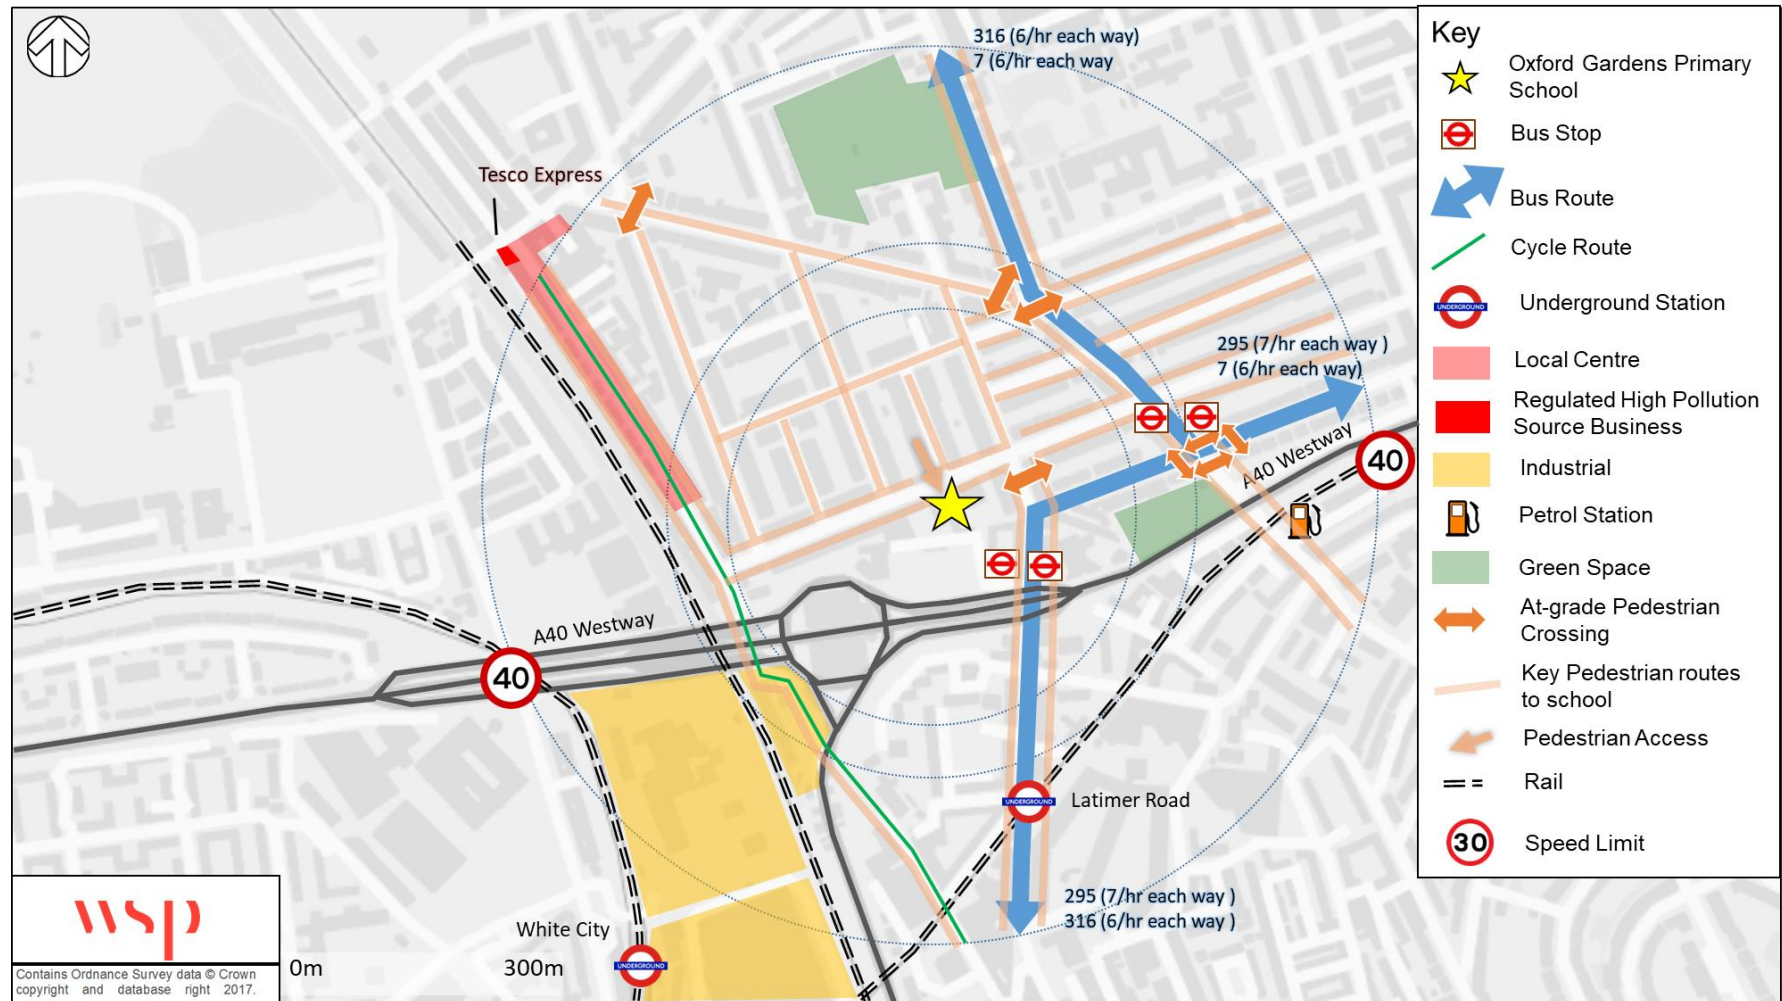 316 (6/hr each way)
7 (6/hr each way
Tesco Express
295 (7/hr each way )
7 (6/hr each way)
A40 Westway
40
A40 Westway
40
Latimer Road
UNDERGROUND
295 (7/hr each way )
316 (6/hr each way )
White City
UNDERGROUND
0m
300m
wsp
Contains Ordnance Survey data © Crown
copyright and database right 2017.
Key
Oxford Gardens Primary
School
Bus Stop
Bus Route
Cycle Route
UNDERGROUND
Underground Station
Local Centre
Regulated High Pollution
Source Business
Industrial
Petrol Station
Green Space
At-grade Pedestrian
Crossing
Key Pedestrian routes
to school
Pedestrian Access
Rail
30
Speed Limit